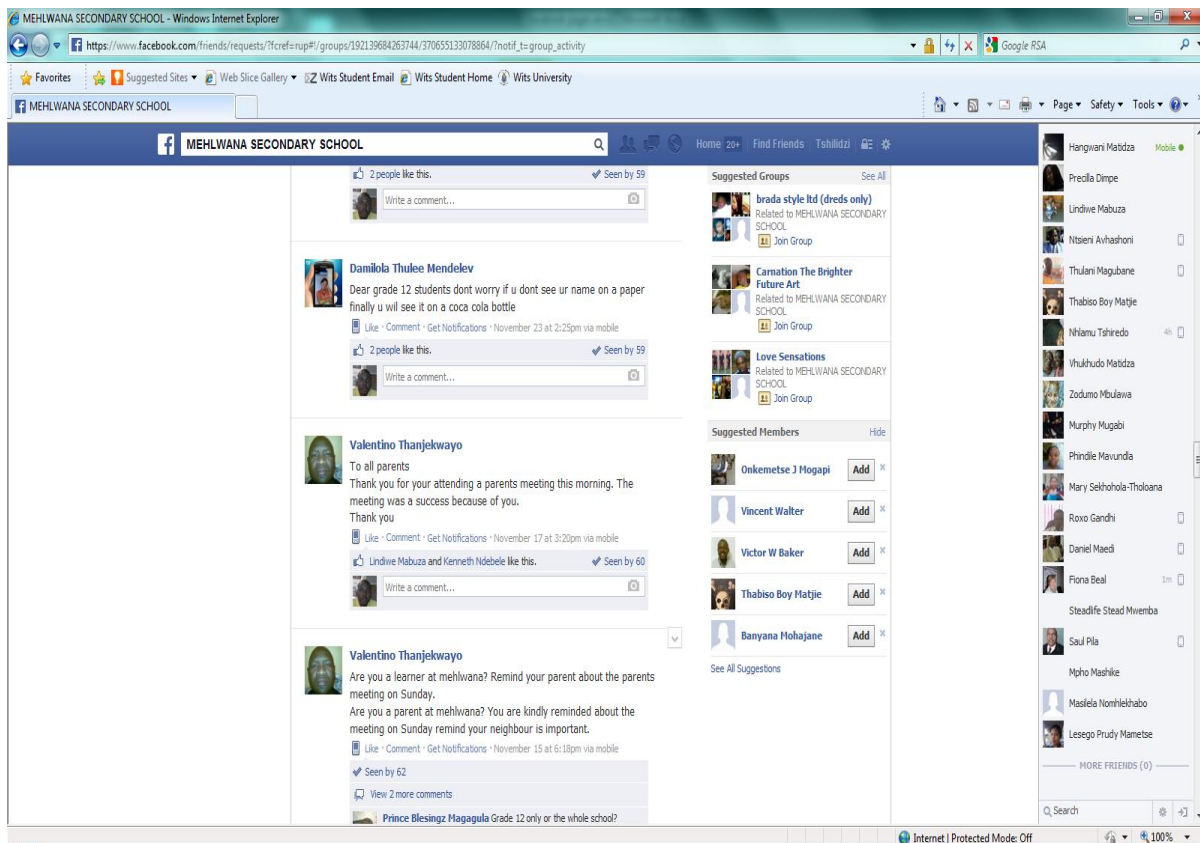 MEHLWANA SECONDARY SCHOOL - Windows Internet Explorer
https://www.facebook.com/friends/requests/?fcref=rup#!/groups/192139684263744/370655133078864/?notif_t=group_activity
Google RSA
Favorites
Suggested Sites
Web Slice Gallery
Wits Student Email
Wits Student Home
Wits University
MEHLWANA SECONDARY SCHOOL
Page
Safety
Tools
MEHLWANA SECONDARY SCHOOL
Home 20+
Find Friends
Tshilidzi
2 people like this.
Seen by 59
Write a comment...
Damilola Thulee Mendelev
Dear grade 12 students dont worry if u dont see ur name on a paper
finally u wil see it on a coca cola bottle
Like · Comment · Get Notifications · November 23 at 2:25pm via mobile
2 people like this.
Seen by 59
Write a comment...
Valentino Thanjekwayo
To all parents
Thank you for your attending a parents meeting this morning. The
meeting was a success because of you.
Thank you
Like · Comment · Get Notifications · November 17 at 3:20pm via mobile
Lindiwe Mabuza and Kenneth Ndebele like this.
Seen by 60
Write a comment...
Valentino Thanjekwayo
Are you a learner at mehlwana? Remind your parent about the parents
meeting on Sunday.
Are you a parent at mehlwana? You are kindly reminded about the
meeting on Sunday remind your neighbour is important.
Like · Comment · Get Notifications · November 15 at 6:18pm via mobile
Seen by 62
View 2 more comments
Prince Blesingz Magagula Grade 12 only or the whole school?
Suggested Groups
See All
brada style ltd (dreds only)
Related to MEHLWANA SECONDARY
SCHOOL
Join Group
Carnation The Brighter
Future Art
Related to MEHLWANA SECONDARY
SCHOOL
Join Group
Love Sensations
Related to MEHLWANA SECONDARY
SCHOOL
Join Group
Suggested Members
Hide
Onkemetse J Mogapi
Add
Vincent Walter
Add
Victor W Baker
Add
Thabiso Boy Matjie
Add
Banyana Mohajane
Add
See All Suggestions
Hangwani Matidza
Mobile
Precilla Dimpe
Lindiwe Mabuza
Ntsieni Avhashoni
Thulani Magubane
Thabiso Boy Matjie
Nhlamu Tshiredo
4h
Vhukhudo Matidza
Zodumo Mbulawa
Murphy Mugabi
Phindile Mavundla
Mary Sekhohola-Tholoana
Roxo Gandhi
Daniel Maedi
Fiona Beal
1m
Steadlife Stead Mwemba
Saul Pila
Mpho Mashike
Masilela Nomhlekhabo
Lesego Prudy Mametse
MORE FRIENDS (0)
Search
Internet | Protected Mode: Off
100%